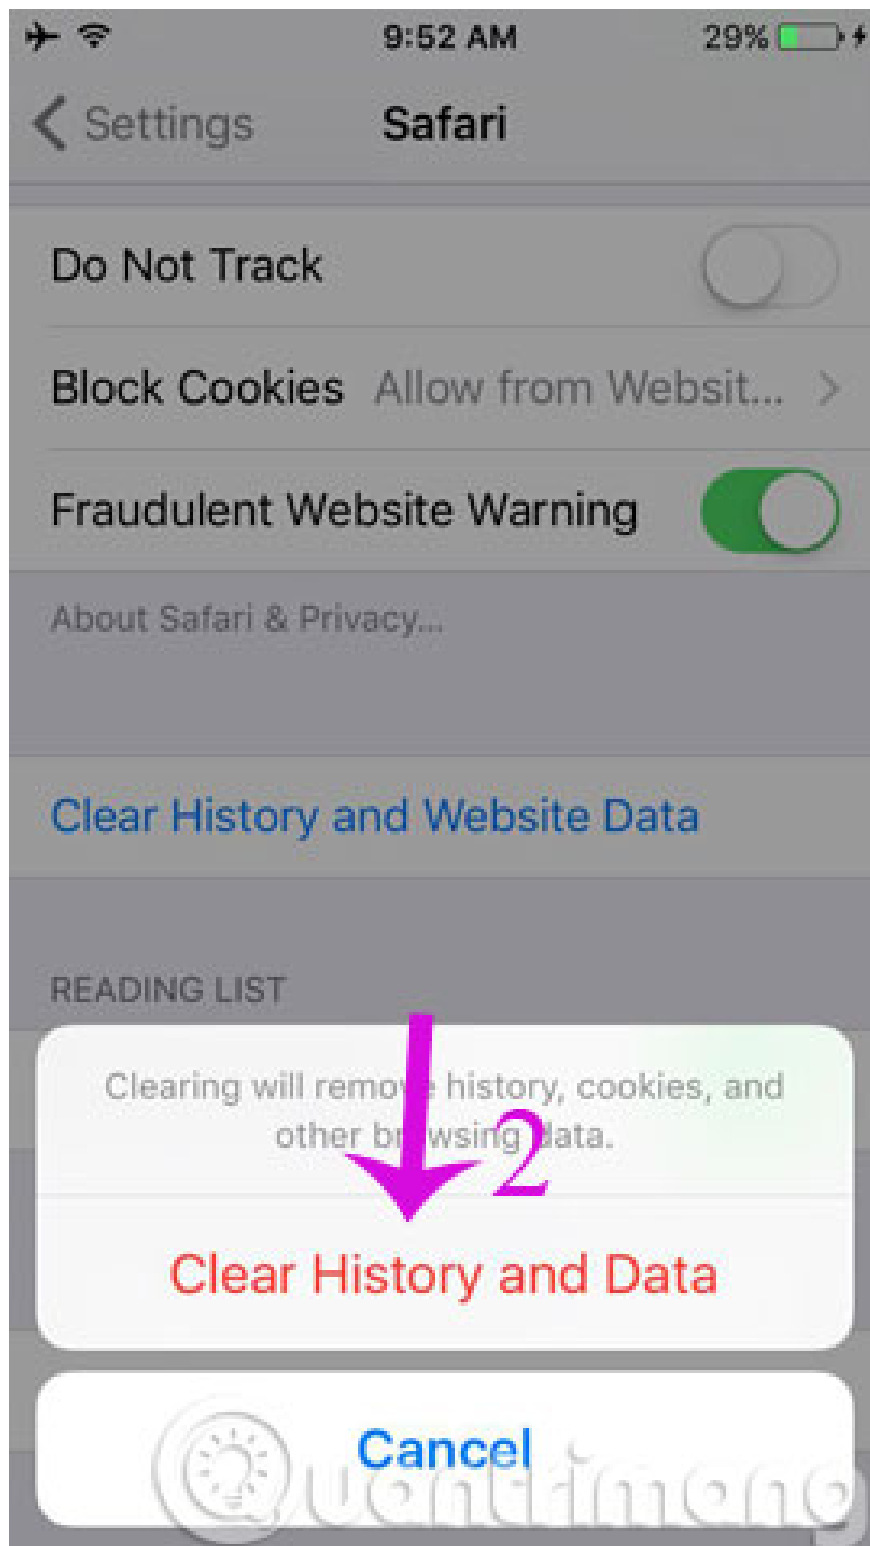 9:52 AM 29%
Settings Safari
Do Not Track
Block Cookies Allow from Websit...
Fraudulent Website Warning
About Safari & Privacy...
Clear History and Website Data
READING LIST
Clearing will remove history, cookies, and
other browsing data.
2
Clear History and Data
Cancel
Quantrimang